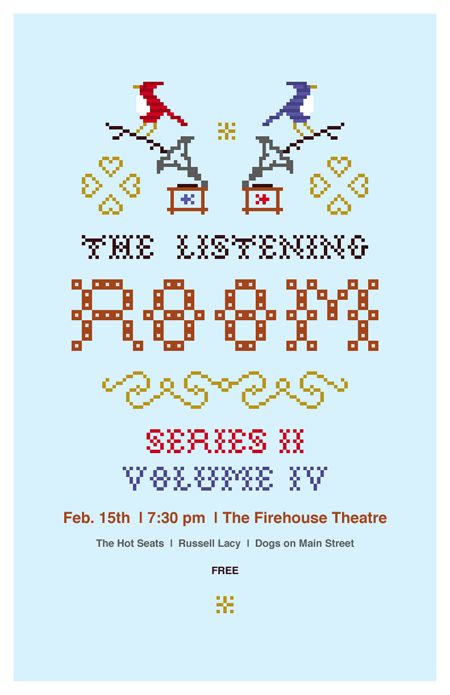 THE LISTENING
ROOM
SERIES II
VOLUME IV
Feb. 15th | 7:30 pm | The Firehouse Theatre
The Hot Seats | Russell Lacy | Dogs on Main Street
FREE